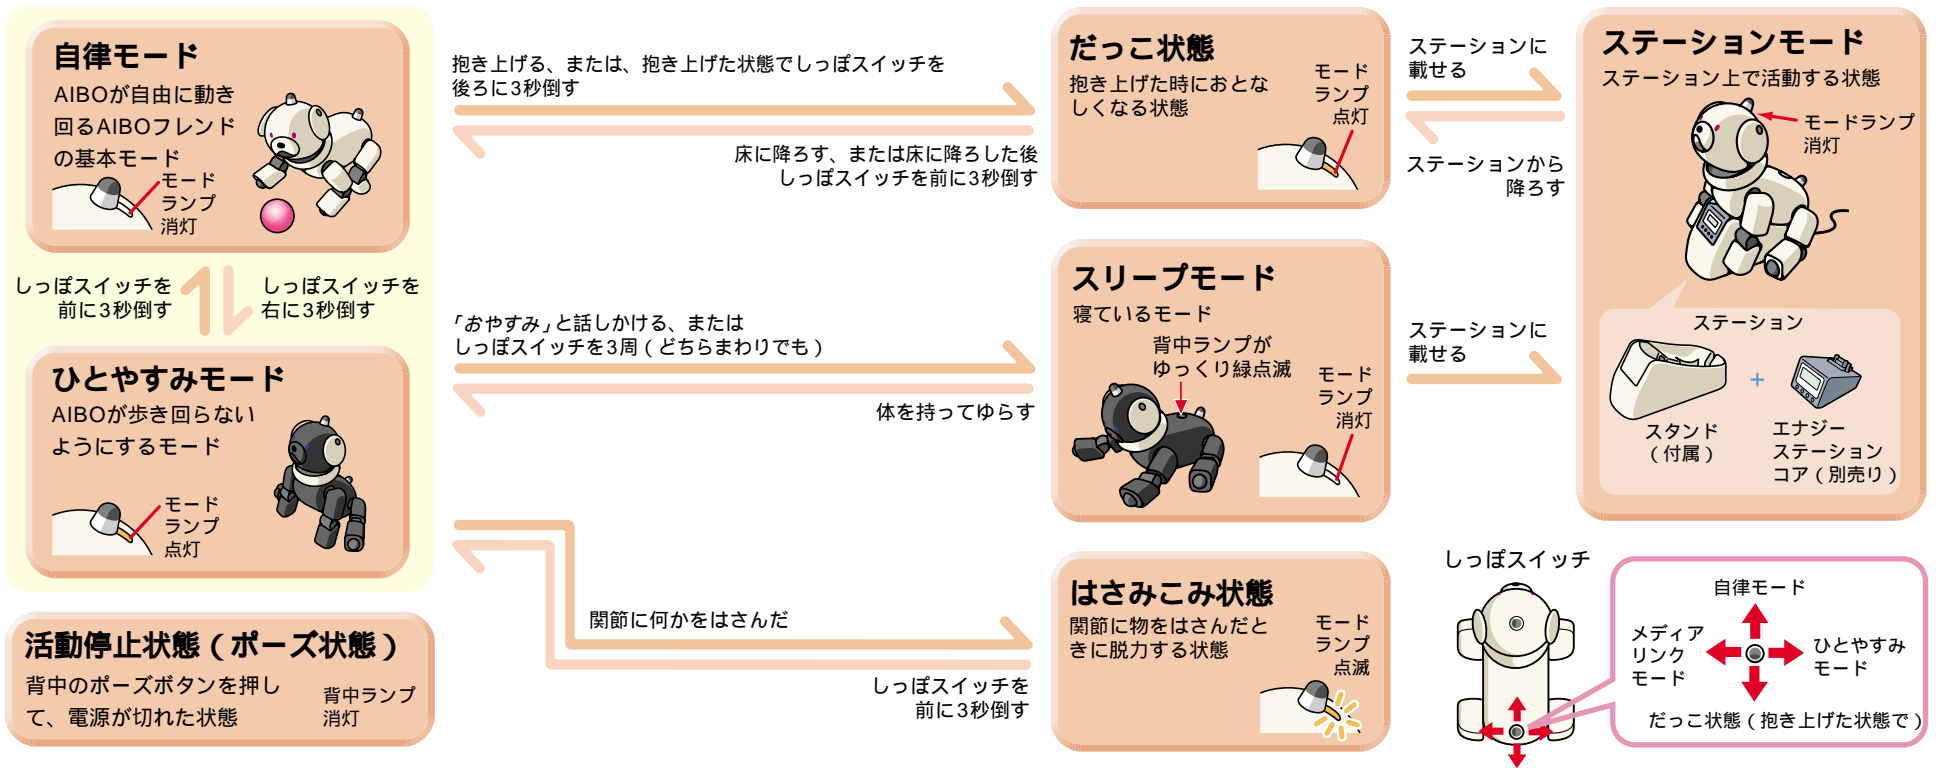 自律モード
AIBOが自由に動き
回るAIBOフレンド
の基本モード
モード
ランプ
消灯
しっぽスイッチを
前に3秒倒す
しっぽスイッチを
右に3秒倒す
ひとやすみモード
AIBOが歩き回らない
ようにするモード
モード
ランプ
点灯
活動停止状態（ポーズ状態）
背中のポーズボタンを押し
て、電源が切れた状態
背中ランプ
消灯
抱き上げる、または、抱き上げた状態でしっぽスイッチを
後ろに3秒倒す
床に降ろす、または床に降ろした後
しっぽスイッチを前に3秒倒す
「おやすみ」と話しかける、または
しっぽスイッチを3周（どちらまわりでも）
体を持ってゆらす
関節に何かをはさんだ
しっぽスイッチを
前に3秒倒す
だっこ状態
抱き上げた時におとな
しくなる状態
モード
ランプ
点灯
スリープモード
寝ているモード
背中ランプが
ゆっくり緑点滅
モード
ランプ
消灯
はさみこみ状態
関節に物をはさんだと
きに脱力する状態
モード
ランプ
点滅
ステーションに
載せる
ステーションから
降ろす
ステーションに
載せる
ステーションモード
ステーション上で活動する状態
モードランプ
消灯
ステーション
+
スタンド
（付属）
エナジー
ステーション
コア（別売り）
しっぽスイッチ
自律モード
メディア
リンク
モード
ひとやすみ
モード
だっこ状態（抱き上げた状態で）